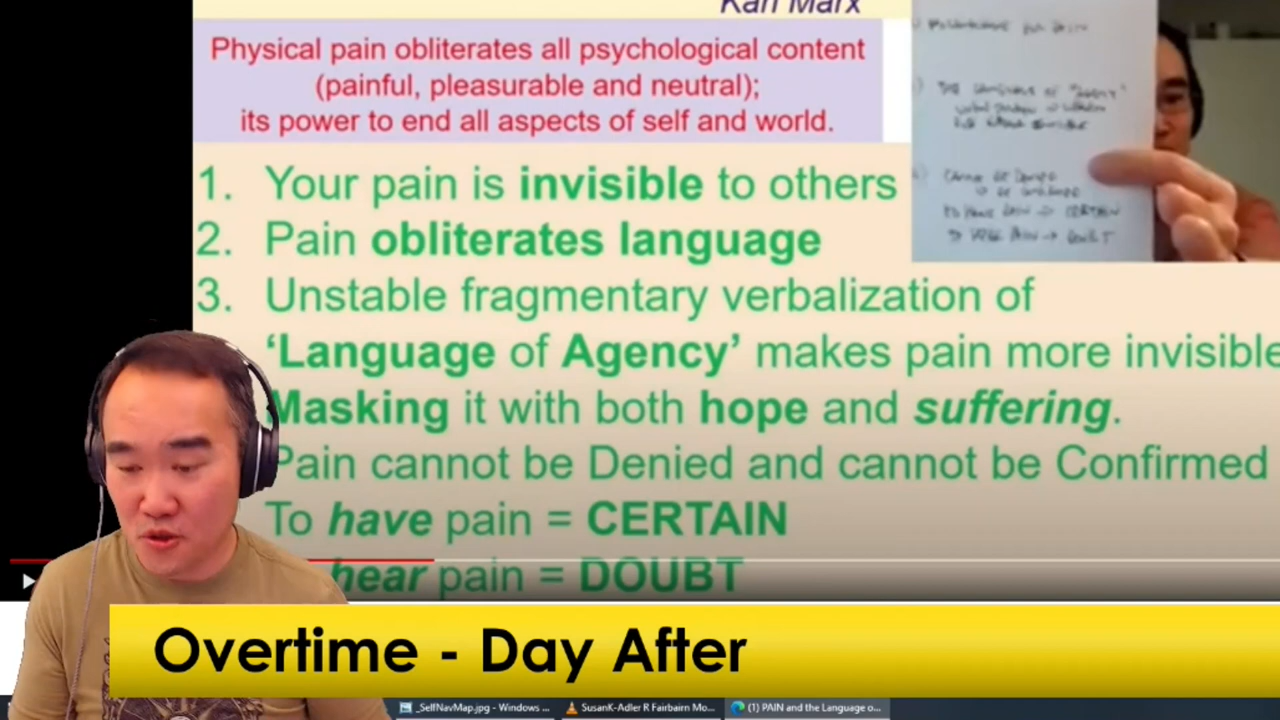 Karl Marx
Physical pain obliterates all psychological content
(painful, pleasurable and neutral);
its power to end all aspects of self and world.
1. Your pain is invisible to others
2. Pain obliterates language
3. Unstable fragmentary verbalization of
‘Language of Agency’ makes pain more invisible
Masking it with both hope and suffering.
Pain cannot be Denied and cannot be Confirmed
To have pain = CERTAIN
hear pain = DOUBT
Overtime - Day After
_SelfNavMap.jpg - Windows ...
SusanK-Adler R Fairbairn Mo...
(1) PAIN and the Language o...